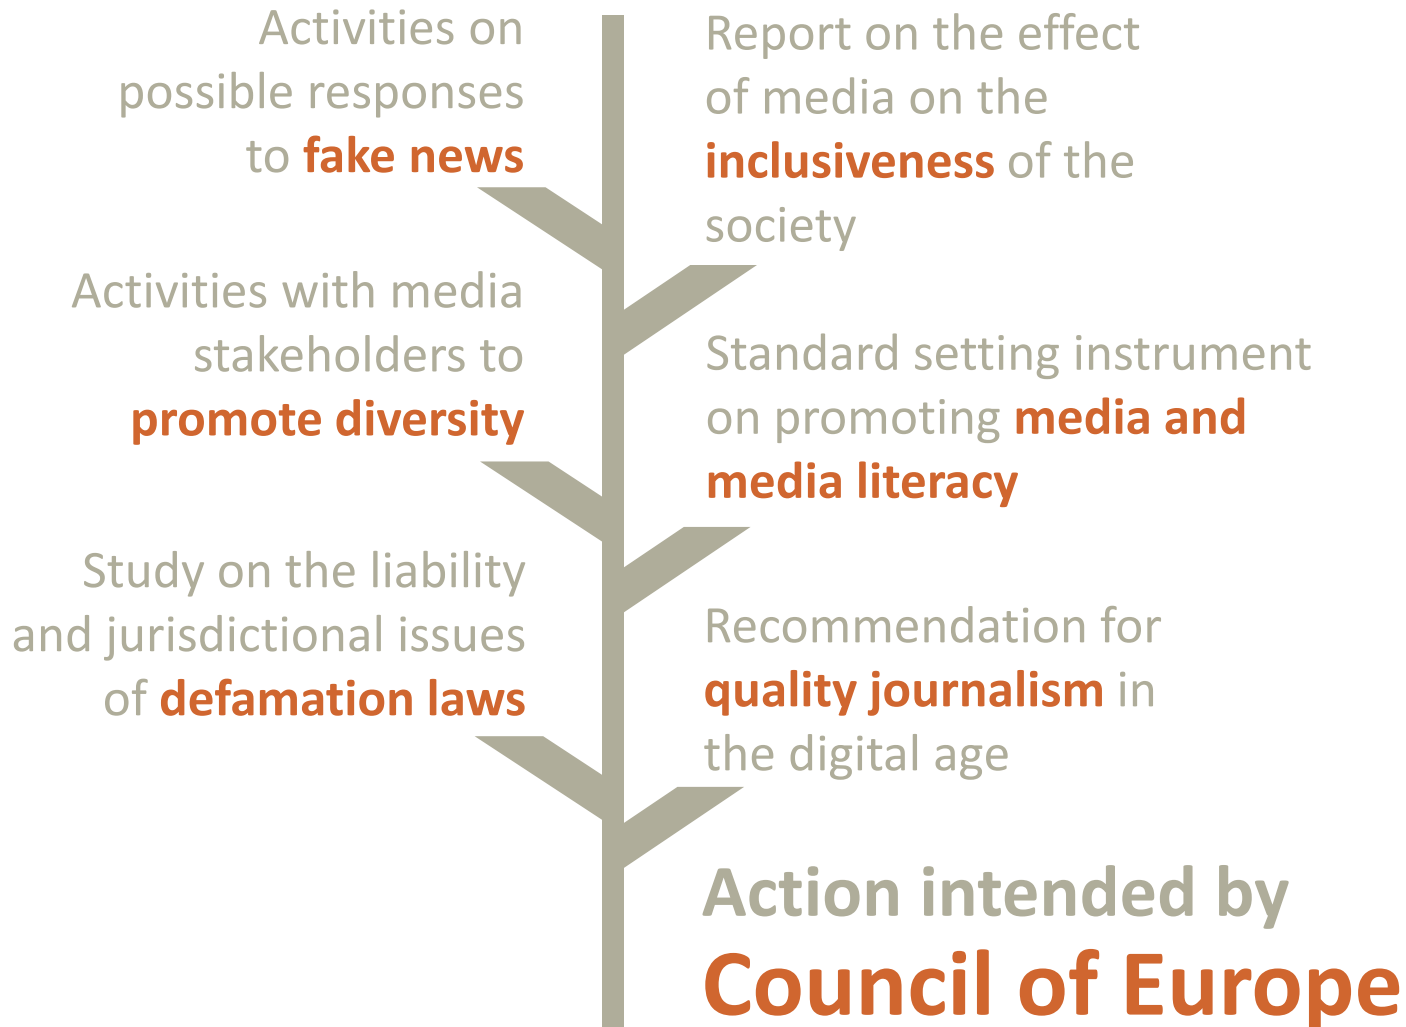 Activities on
possible responses
to fake news
Report on the effect
of media on the
inclusiveness of the
society
Activities with media
stakeholders to
promote diversity
Standard setting instrument
on promoting media and
media literacy
Study on the liability
and jurisdictional issues
of defamation laws
Recommendation for
quality journalism in
the digital age
Action intended by
Council of Europe